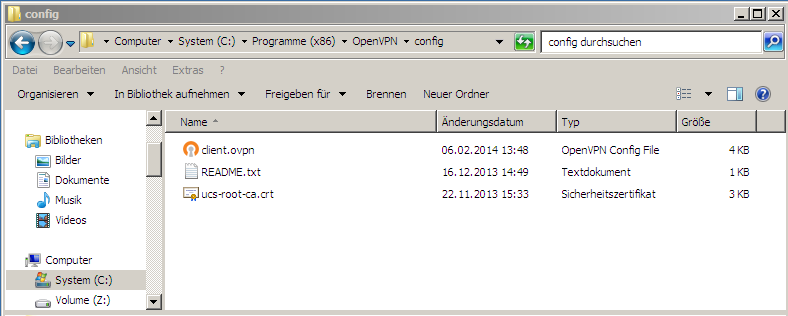 config
Computer System (C:) Programme (x86) OpenVPN config config durchsuchen
Datei Bearbeiten Ansicht Extras ?
Organisieren In Bibliothek aufnehmen Freigeben für Brennen Neuer Ordner
Name Änderungsdatum Typ Größe
client.ovpn 06.02.2014 13:48 OpenVPN Config File 4 KB
README.txt 16.12.2013 14:49 Textdokument 1 KB
ucs-root-ca.crt 22.11.2013 15:33 Sicherheitszertifikat 3 KB
Bibliotheken
Bilder
Dokumente
Musik
Videos
Computer
System (C:)
Volume (Z:)